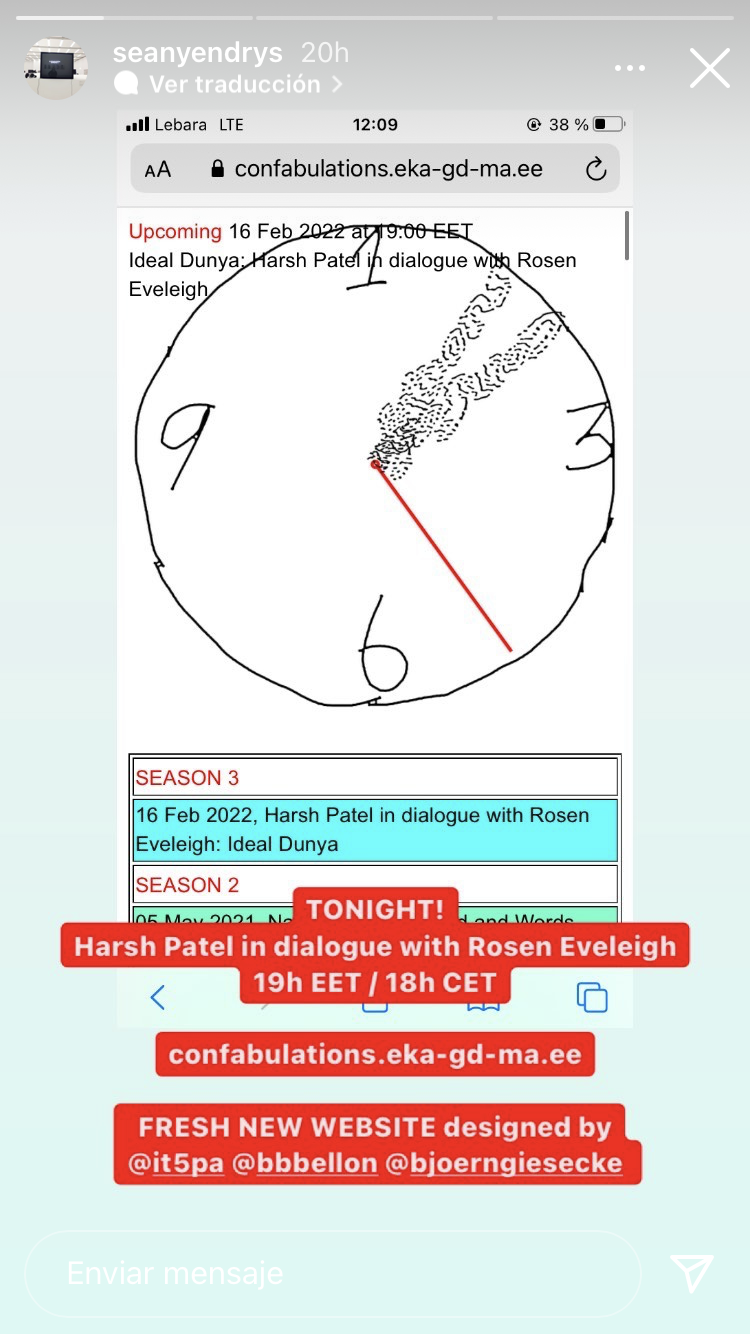 seanyendrys 20h
Ver traducción
Lebara LTE 12:09 38 %
AA confabulations.eka-gd-ma.ee
Upcoming 16 Feb 2022 at 19:00 EET
Ideal Dunya: Harsh Patel in dialogue with Rosen
Eveleigh
1
9
3
6
SEASON 3
16 Feb 2022, Harsh Patel in dialogue with Rosen
Eveleigh: Ideal Dunya
SEASON 2
05 May 2021, and Words
TONIGHT!
Harsh Patel in dialogue with Rosen Eveleigh
19h EET / 18h CET
confabulations.eka-gd-ma.ee
FRESH NEW WEBSITE designed by
@it5pa @bbbellon @bjoerngiesecke
Enviar mensaje